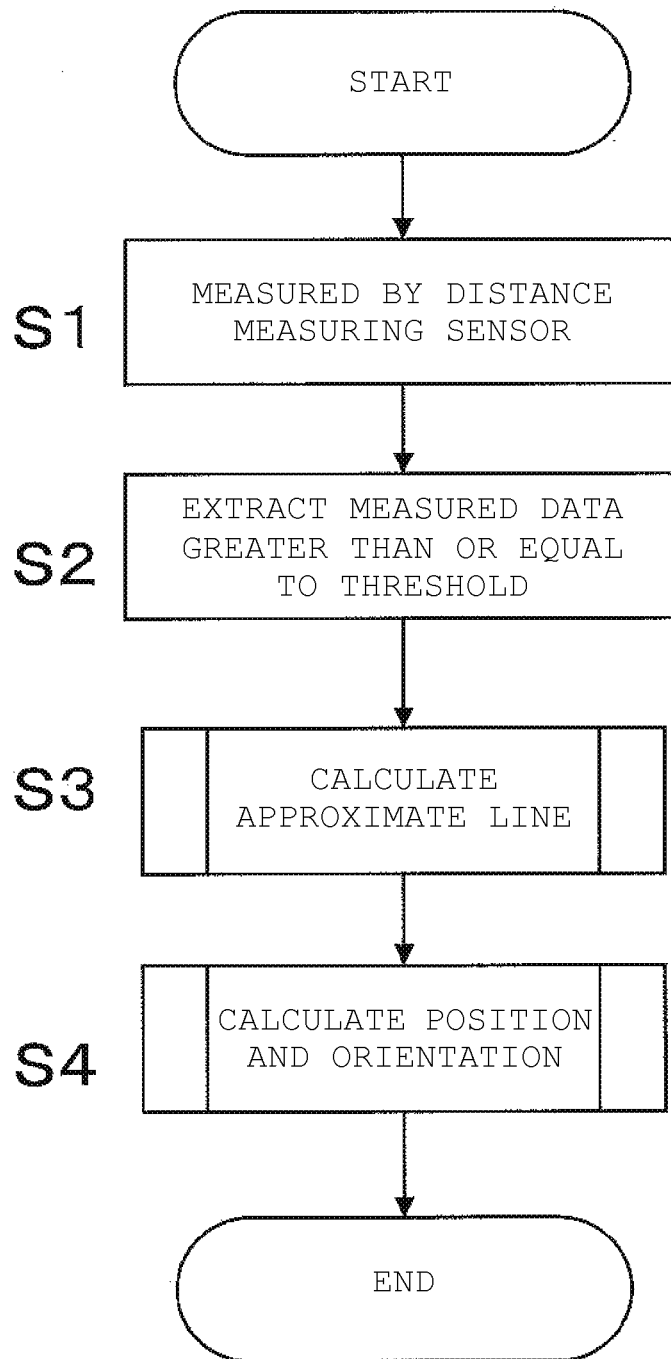 START
S1
MEASURED BY DISTANCE
MEASURING SENSOR
S2
EXTRACT MEASURED DATA
GREATER THAN OR EQUAL
TO THRESHOLD
S3
CALCULATE
APPROXIMATE LINE
S4
CALCULATE POSITION
AND ORIENTATION
END